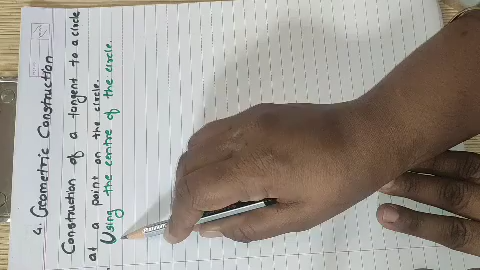 4. Geometric Construction
Construction of a tangent to a circle
at a point on the circle.
Using the centre of the circle.